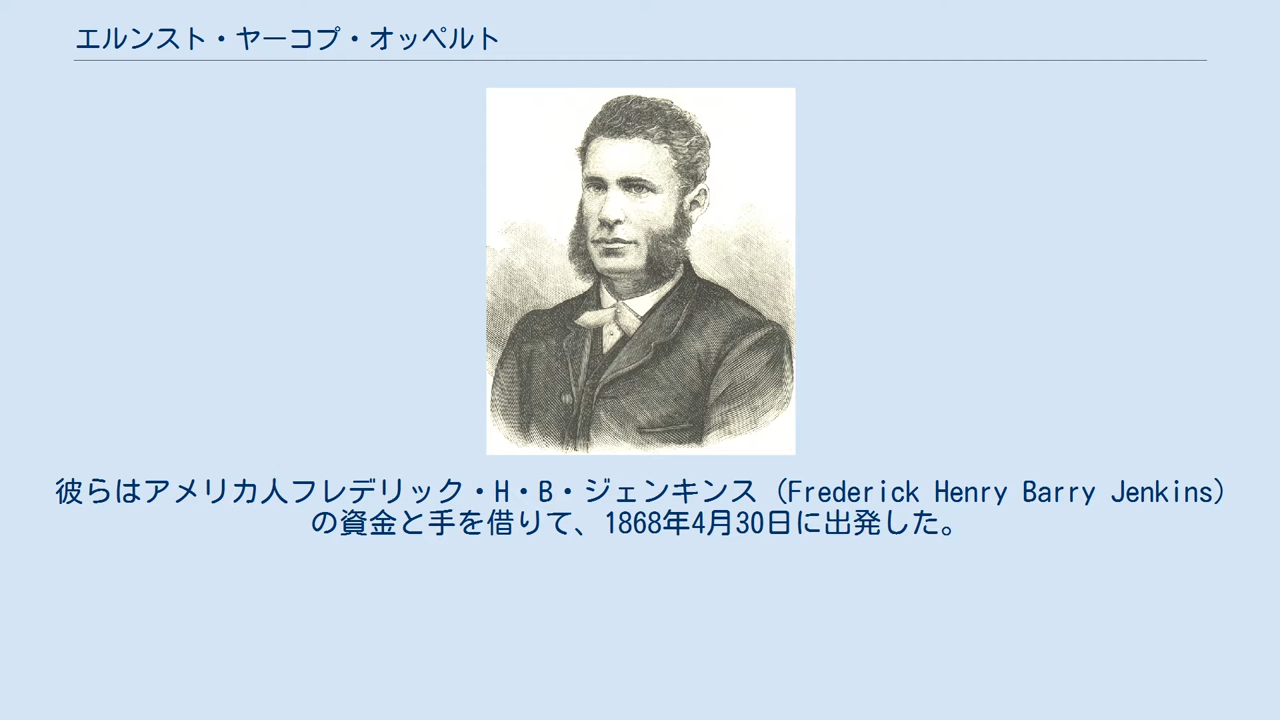 エルンスト・ヤーコプ・オッペルト
彼らはアメリカ人フレデリック・H・B・ジェンキンス（Frederick Henry Barry Jenkins）
の資金と手を借りて、1868年4月30日に出発した。